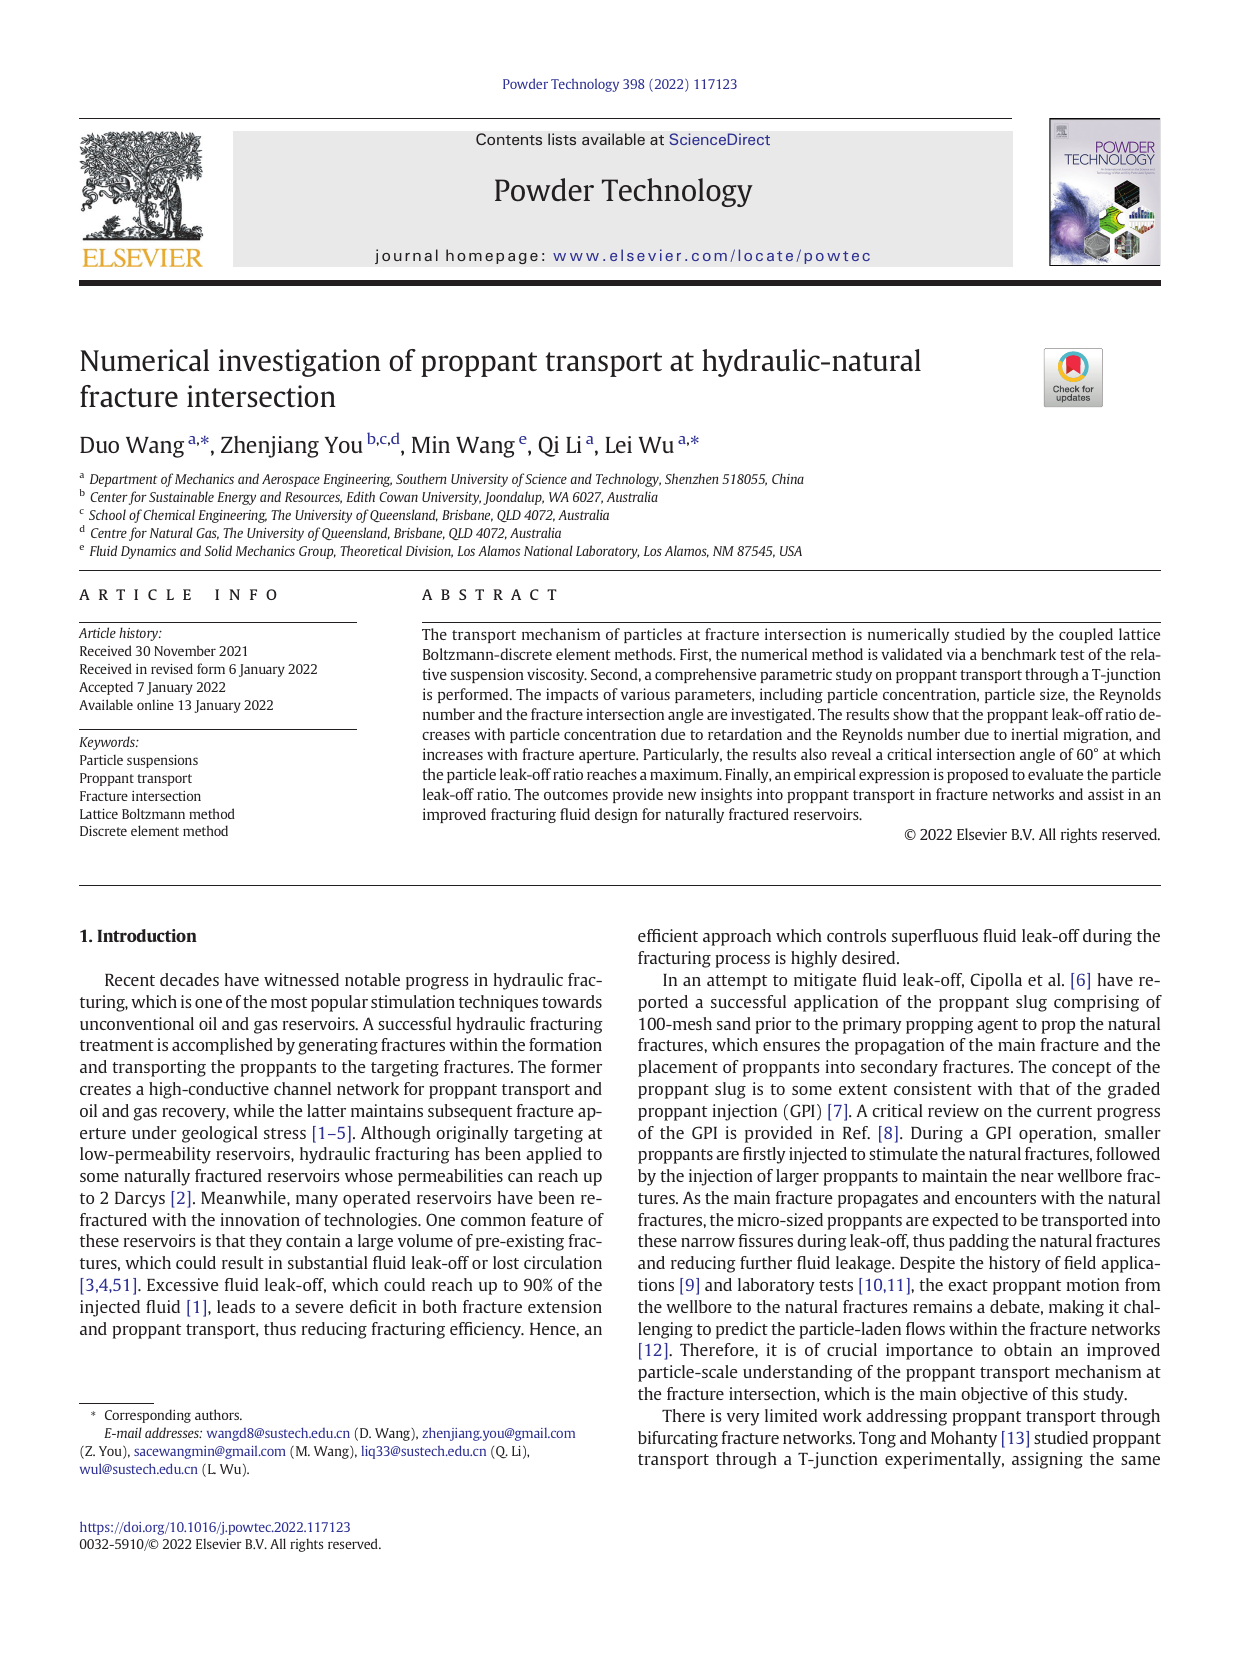 Powder Technology 398 (2022) 117123
Contents lists available at ScienceDirect
Powder Technology
journal homepage: www.elsevier.com/locate/powtec
ELSEVIER
POWDER
TECHNOLOGY
Numerical investigation of proppant transport at hydraulic-natural
fracture intersection
Check for
updates
Duo Wang a,*, Zhenjiang You b,c,d, Min Wang e, Qi Li a, Lei Wu a,*
a Department of Mechanics and Aerospace Engineering, Southern University of Science and Technology, Shenzhen 518055, China
b Center for Sustainable Energy and Resources, Edith Cowan University, Joondalup, WA 6027, Australia
c School of Chemical Engineering, The University of Queensland, Brisbane, QLD 4072, Australia
d Centre for Natural Gas, The University of Queensland, Brisbane, QLD 4072, Australia
e Fluid Dynamics and Solid Mechanics Group, Theoretical Division, Los Alamos National Laboratory, Los Alamos, NM 87545, USA
ARTICLE INFO
Article history:
Received 30 November 2021
Received in revised form 6 January 2022
Accepted 7 January 2022
Available online 13 January 2022
Keywords:
Particle suspensions
Proppant transport
Fracture intersection
Lattice Boltzmann method
Discrete element method
ABSTRACT
The transport mechanism of particles at fracture intersection is numerically studied by the coupled lattice
Boltzmann-discrete element methods. First, the numerical method is validated via a benchmark test of the rela-
tive suspension viscosity. Second, a comprehensive parametric study on proppant transport through a T-junction
is performed. The impacts of various parameters, including particle concentration, particle size, the Reynolds
number and the fracture intersection angle are investigated. The results show that the proppant leak-off ratio de-
creases with particle concentration due to retardation and the Reynolds number due to inertial migration, and
increases with fracture aperture. Particularly, the results also reveal a critical intersection angle of 60° at which
the particle leak-off ratio reaches a maximum. Finally, an empirical expression is proposed to evaluate the particle
leak-off ratio. The outcomes provide new insights into proppant transport in fracture networks and assist in an
improved fracturing fluid design for naturally fractured reservoirs.
© 2022 Elsevier B.V. All rights reserved.
1. Introduction
Recent decades have witnessed notable progress in hydraulic frac-
turing, which is one of the most popular stimulation techniques towards
unconventional oil and gas reservoirs. A successful hydraulic fracturing
treatment is accomplished by generating fractures within the formation
and transporting the proppants to the targeting fractures. The former
creates a high-conductive channel network for proppant transport and
oil and gas recovery, while the latter maintains subsequent fracture ap-
erture under geological stress [1–5]. Although originally targeting at
low-permeability reservoirs, hydraulic fracturing has been applied to
some naturally fractured reservoirs whose permeabilities can reach up
to 2 Darcys [2]. Meanwhile, many operated reservoirs have been re-
fractured with the innovation of technologies. One common feature of
these reservoirs is that they contain a large volume of pre-existing frac-
tures, which could result in substantial fluid leak-off or lost circulation
[3,4,51]. Excessive fluid leak-off, which could reach up to 90% of the
injected fluid [1], leads to a severe deficit in both fracture extension
and proppant transport, thus reducing fracturing efficiency. Hence, an
efficient approach which controls superfluous fluid leak-off during the
fracturing process is highly desired.
In an attempt to mitigate fluid leak-off, Cipolla et al. [6] have re-
ported a successful application of the proppant slug comprising of
100-mesh sand prior to the primary propping agent to prop the natural
fractures, which ensures the propagation of the main fracture and the
placement of proppants into secondary fractures. The concept of the
proppant slug is to some extent consistent with that of the graded
proppant injection (GPI) [7]. A critical review on the current progress
of the GPI is provided in Ref. [8]. During a GPI operation, smaller
proppants are firstly injected to stimulate the natural fractures, followed
by the injection of larger proppants to maintain the near wellbore frac-
tures. As the main fracture propagates and encounters with the natural
fractures, the micro-sized proppants are expected to be transported into
these narrow fissures during leak-off, thus padding the natural fractures
and reducing further fluid leakage. Despite the history of field applica-
tions [9] and laboratory tests [10,11], the exact proppant motion from
the wellbore to the natural fractures remains a debate, making it chal-
lenging to predict the particle-laden flows within the fracture networks
[12]. Therefore, it is of crucial importance to obtain an improved
particle-scale understanding of the proppant transport mechanism at
the fracture intersection, which is the main objective of this study.
There is very limited work addressing proppant transport through
bifurcating fracture networks. Tong and Mohanty [13] studied proppant
transport through a T-junction experimentally, assigning the same
* Corresponding authors.
E-mail addresses: wangd8@sustech.edu.cn (D. Wang), zhenjiang.you@gmail.com
(Z. You), sacewangmin@gmail.com (M. Wang), liq33@sustech.edu.cn (Q. Li),
wul@sustech.edu.cn (L. Wu).
https://doi.org/10.1016/j.powtec.2022.117123
0032-5910/© 2022 Elsevier B.V. All rights reserved.